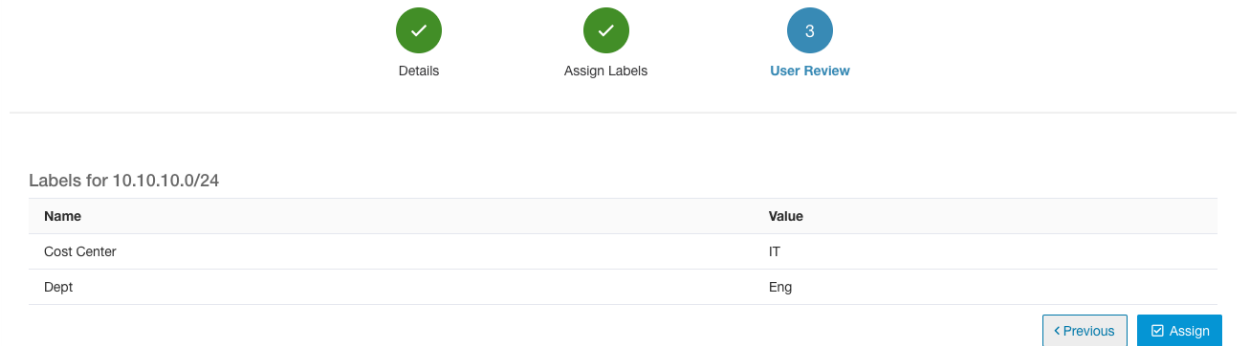 3
Details Assign Labels User Review
Labels for 10.10.10.0/24
Name Value
Cost Center IT
Dept Eng
Previous Assign